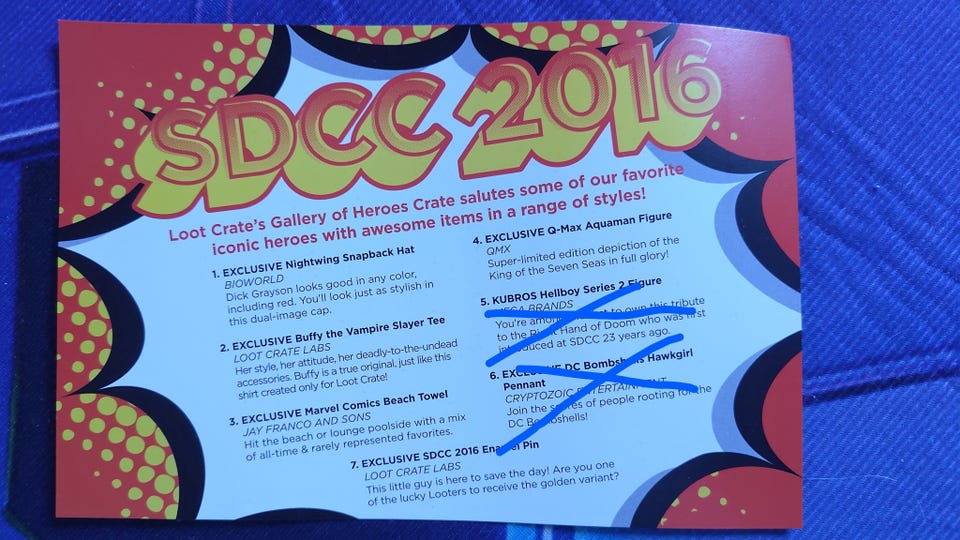 SDCC 2016
Loot Crate's Gallery of Heroes Crate salutes some of our favorite
iconic heroes with awesome items in a range of styles!
1. EXCLUSIVE Nightwing Snapback Hat
BIOWORLD
Dick Grayson looks good in any color,
including red. You'll look just as stylish in
this dual-image cap.
2. EXCLUSIVE Buffy the Vampire Slayer Tee
LOOT CRATE LABS
Her style, her attitude, her deadly-to-the-undead
accessories. Buffy is a true original, just like this
shirt created only for Loot Crate!
3. EXCLUSIVE Marvel Comics Beach Towel
JAY FRANCO AND SONS
Hit the beach or lounge poolside with a mix
of all-time & rarely represented favorites.
4. EXCLUSIVE Q-Max Aquaman Figure
QMX
Super-limited edition depiction of the
King of the Seven Seas in full glory!
5. KUBROS Hellboy Series 2 Figure
MEGA BRANDS
You're among to own this tribute
to the Right Hand of Doom who was first
introduced at SDCC 23 years ago.
6. EXCLUSIVE DC Bombshells Hawkgirl
Pennant
CRYPTOZOIC ENTERTAINMENT
Join the scores of people rooting for the
DC Bombshells!
7. EXCLUSIVE SDCC 2016 Enamel Pin
LOOT CRATE LABS
This little guy is here to save the day! Are you one
of the lucky Looters to receive the golden variant?